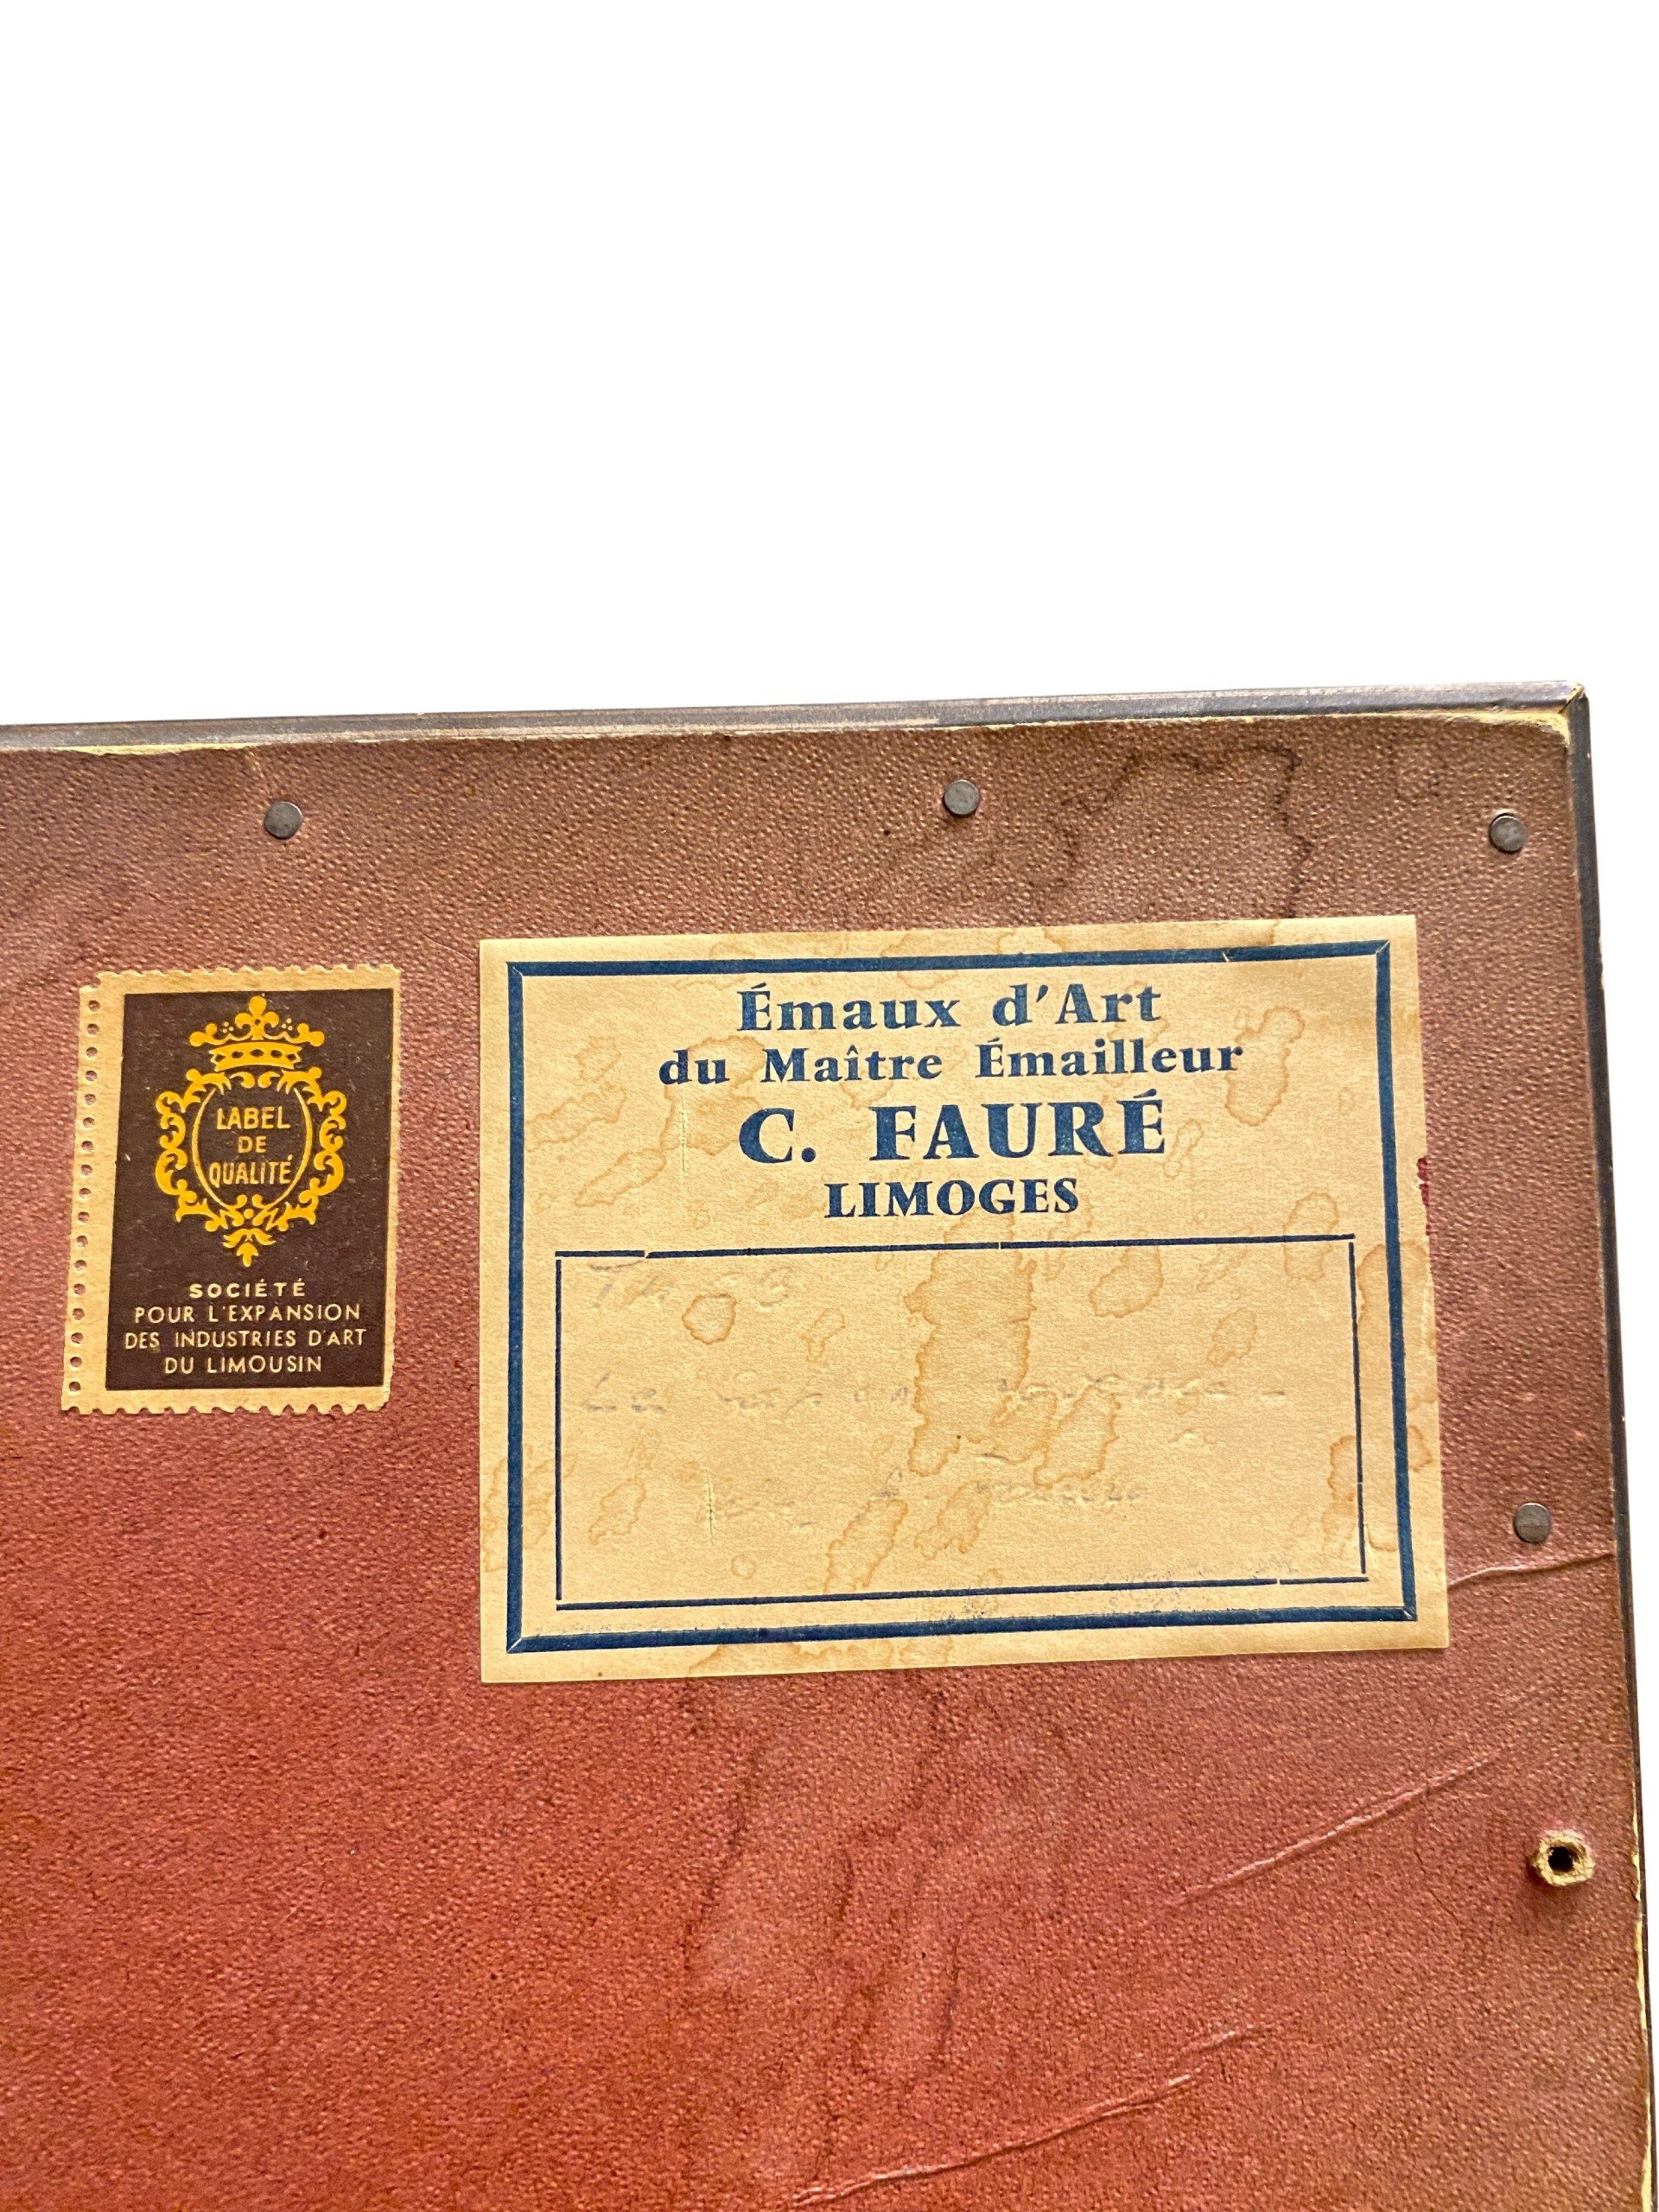 LABEL
DE
QUALITÉ
SOCIÉTÉ
POUR L'EXPANSION
DES INDUSTRIES D'ART
DU LIMOUSIN
Émaux d'Art
du Maître Émailleur
C. FAURÉ
LIMOGES